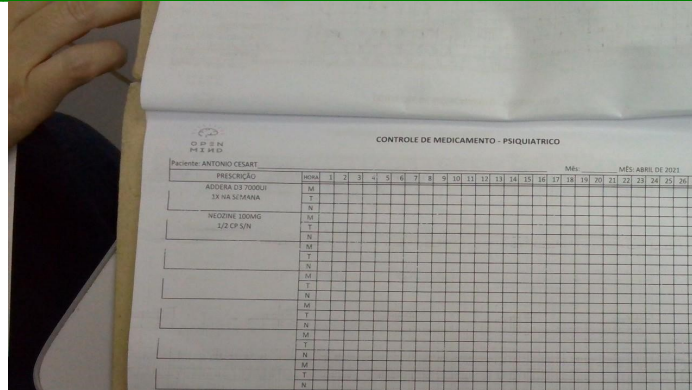 OPEN
MIND
CONTROLE DE MEDICAMENTO - PSIQUIATRICO
Paciente: ANTONIO CESART____ Mês: ____ MÊS: ABRIL DE 2021
PRESCRIÇÃO HORA 1 2 3 4 5 6 7 8 9 10 11 12 13 14 15 16 17 18 19 20 21 22 23 24 25 26
ADDERA D3 7000UI M
1X NA SEMANA T
N
NEOZINE 100MG M
1/2 CP S/N T
N
M
T
N
M
T
N
M
T
N
M
T
N
M
T
N